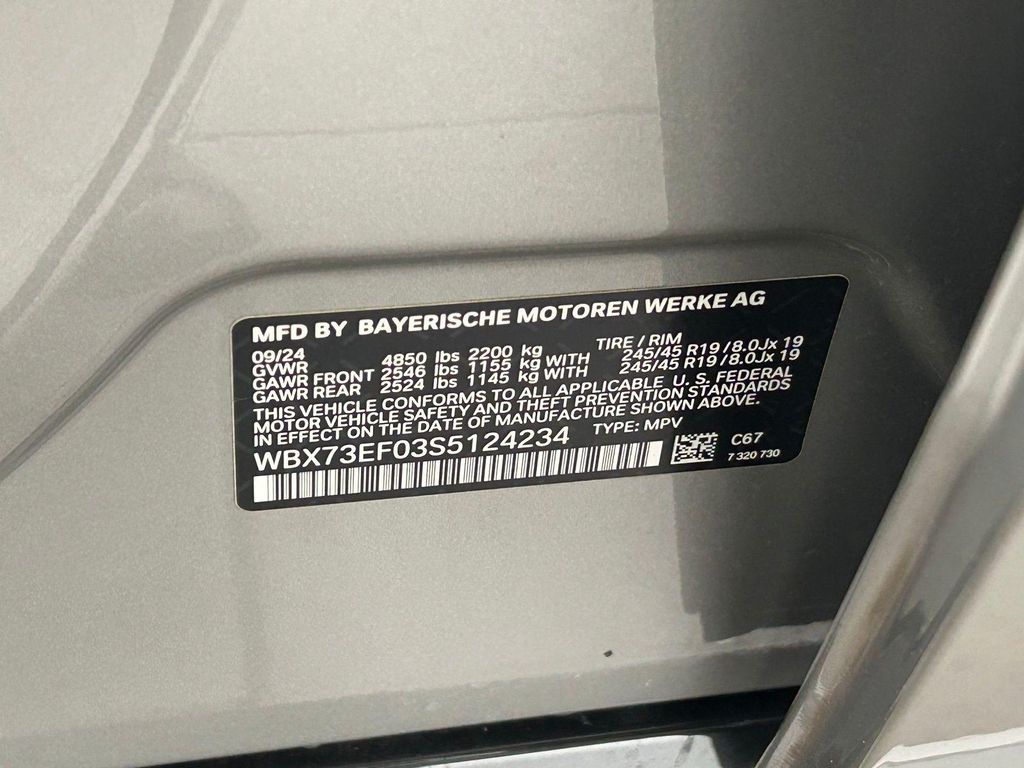 MFD BY BAYERISCHE MOTOREN WERKE AG
09/24 TIRE / RIM
GVWR 4850 lbs 2200 kg
GAWR FRONT 2546 lbs 1155 kg WITH 245/45 R19 / 8.0Jx 19
GAWR REAR 2524 lbs 1145 kg WITH 245/45 R19 / 8.0Jx 19
THIS VEHICLE CONFORMS TO ALL APPLICABLE U. S. FEDERAL
MOTOR VEHICLE SAFETY AND THEFT PREVENTION STANDARDS
IN EFFECT ON THE DATE OF MANUFACTURE SHOWN ABOVE.
WBX73EF03S5124234 TYPE: MPV
C67
7 320 730